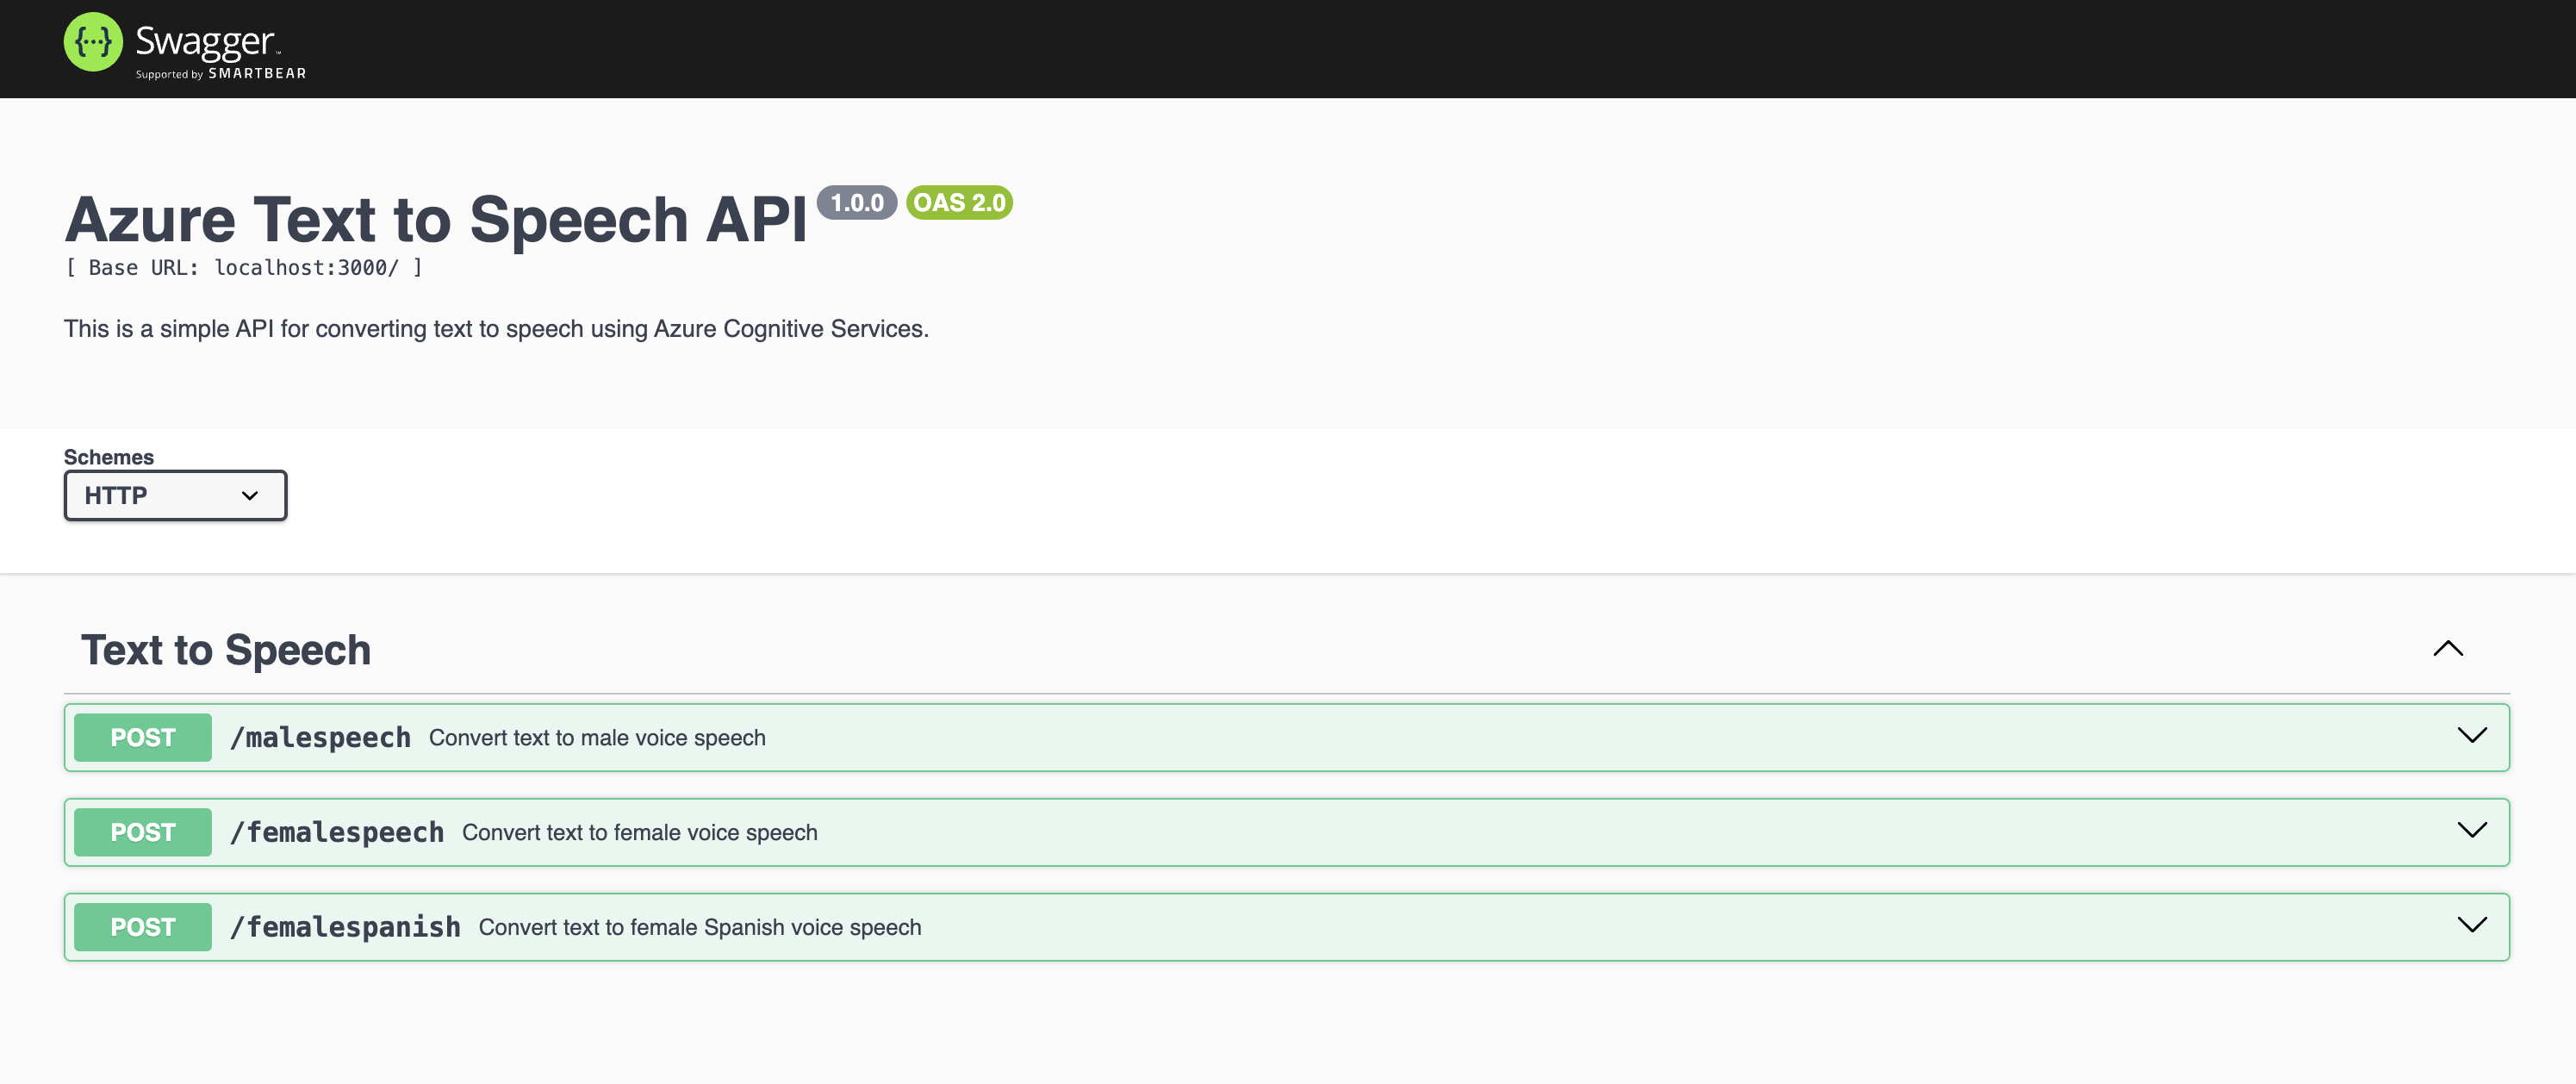 {···} Swagger™
Supported by SMARTBEAR
Azure Text to Speech API 1.0.0 OAS 2.0
[ Base URL: localhost:3000/ ]
This is a simple API for converting text to speech using Azure Cognitive Services.
Schemes
HTTP
Text to Speech
POST /malespeech Convert text to male voice speech
POST /femalespeech Convert text to female voice speech
POST /femalespanish Convert text to female Spanish voice speech